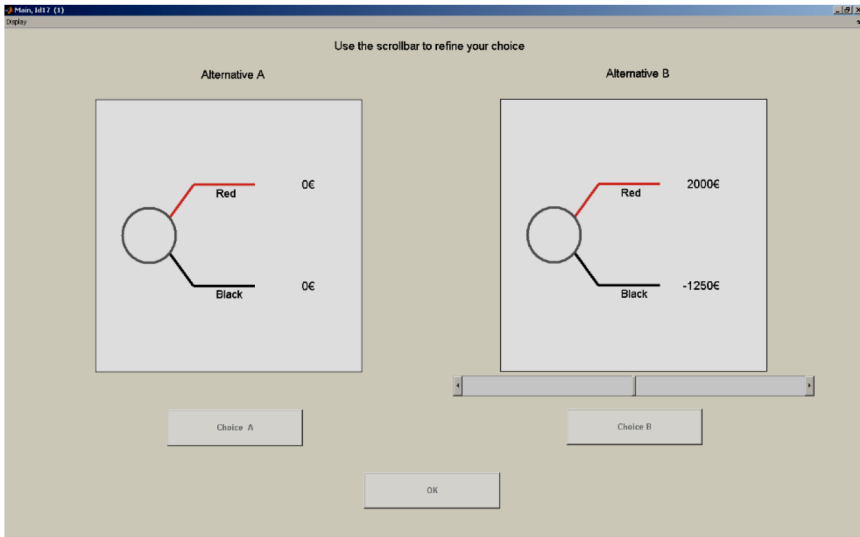 Main, Id17 (1)
Display
Use the scrollbar to refine your choice
Alternative A
Alternative B
0€
Red
0€
Black
2000€
Red
-1250€
Black
Choice A
Choice B
OK